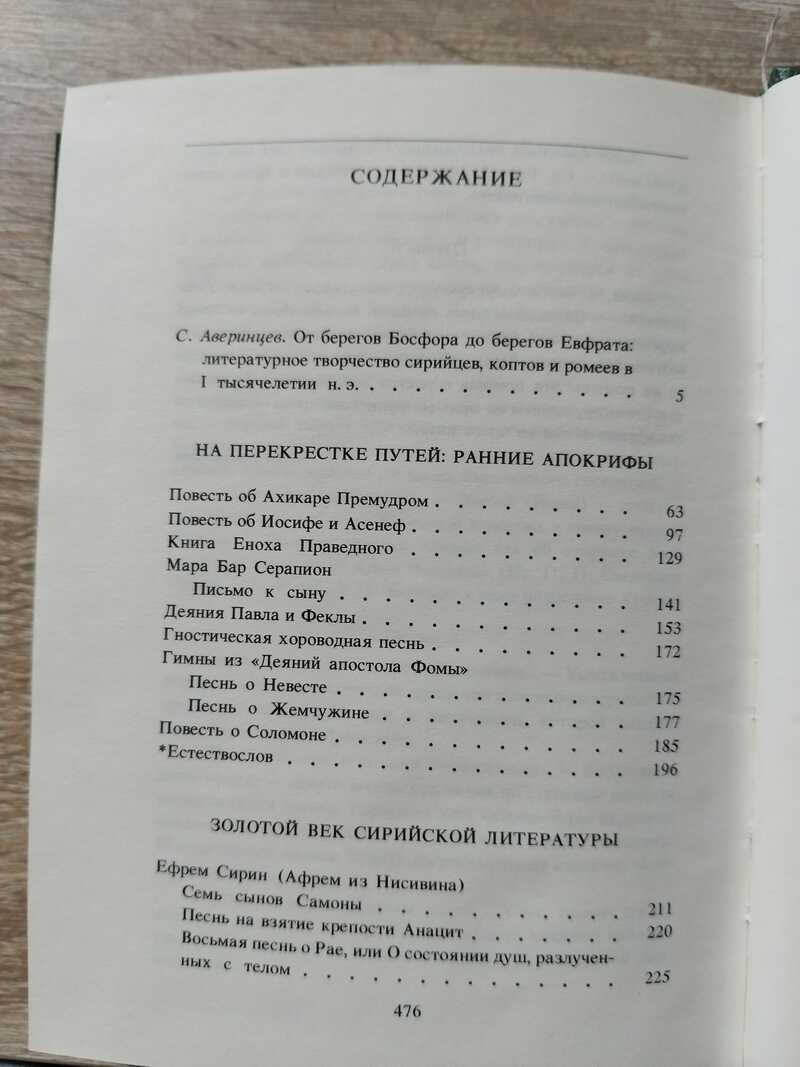 СОДЕРЖАНИЕ
С. Аверинцев. От берегов Босфора до берегов Евфрата:
литературное творчество сирийцев, коптов и ромеев в
I тысячелетии н. э. . . . . . . . . . . . . 5
НА ПЕРЕКРЕСТКЕ ПУТЕЙ: РАННИЕ АПОКРИФЫ
Повесть об Ахикаре Премудром . . . . . . . . . 63
Повесть об Иосифе и Асенеф . . . . . . . . . . 97
Книга Еноха Праведного . . . . . . . . . . 129
Мара Бар Серапион
Письмо к сыну . . . . . . . . . . . . . 141
Деяния Павла и Феклы . . . . . . . . . . . . 153
Гностическая хороводная песнь . . . . . . . . . 172
Гимны из «Деяний апостола Фомы»
Песнь о Невесте . . . . . . . . . . . . . 175
Песнь о Жемчужине . . . . . . . . . . . 177
Повесть о Соломоне . . . . . . . . . . . . . 185
*Естествослов . . . . . . . . . . . . . . . 196
ЗОЛОТОЙ ВЕК СИРИЙСКОЙ ЛИТЕРАТУРЫ
Ефрем Сирин (Афрем из Нисивина)
Семь сынов Самоны . . . . . . . . . . . 211
Песнь на взятие крепости Анацит . . . . . . . 220
Восьмая песнь о Рае, или О состоянии душ, разлучен-
ных с телом . . . . . . . . . . . . . . 225
476